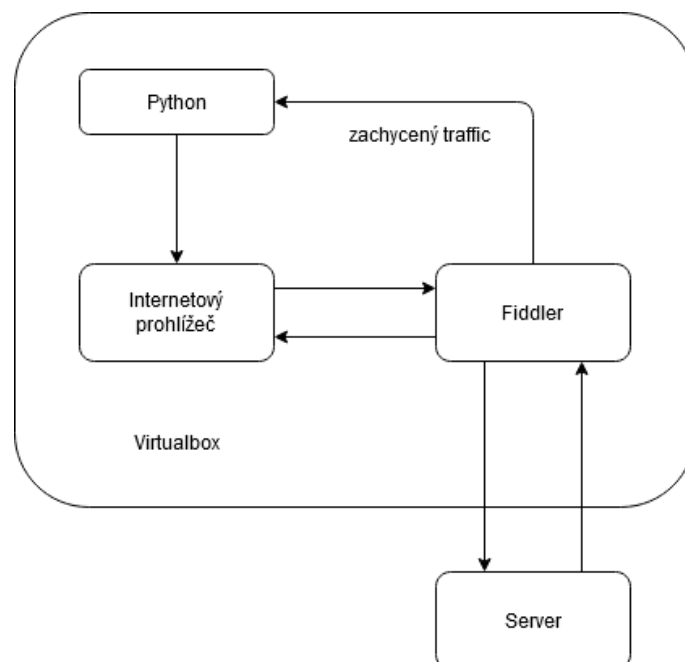 Python
zachycený traffic
Internetový
prohlížeč
Fiddler
Virtualbox
Server